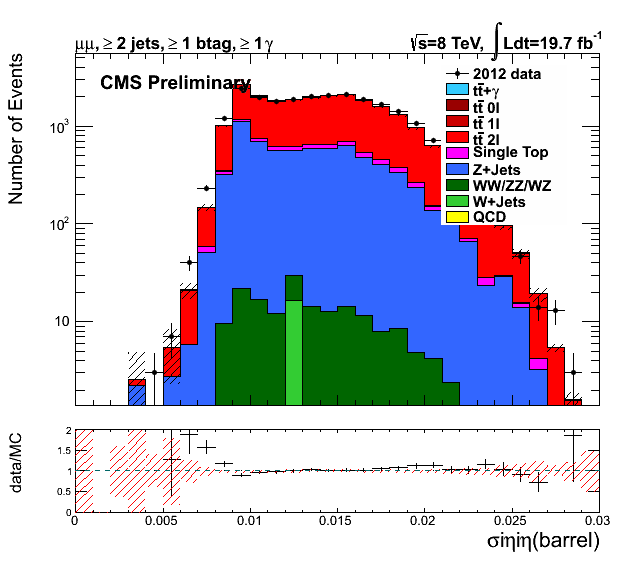 μμ, ≥ 2 jets, ≥ 1 btag, ≥ 1γ
√s=8 TeV, ∫Ldt=19.7 fb⁻¹
CMS Preliminary
2012 data
tt̄+γ
tt̄ 0l
tt̄ 1l
tt̄ 2l
Single Top
Z+Jets
WW/ZZ/WZ
W+Jets
QCD
Number of Events
10³
10²
10
data/MC
2
1.5
1
0.5
0
0 0.005 0.01 0.015 0.02 0.025 0.03
σiηiη(barrel)